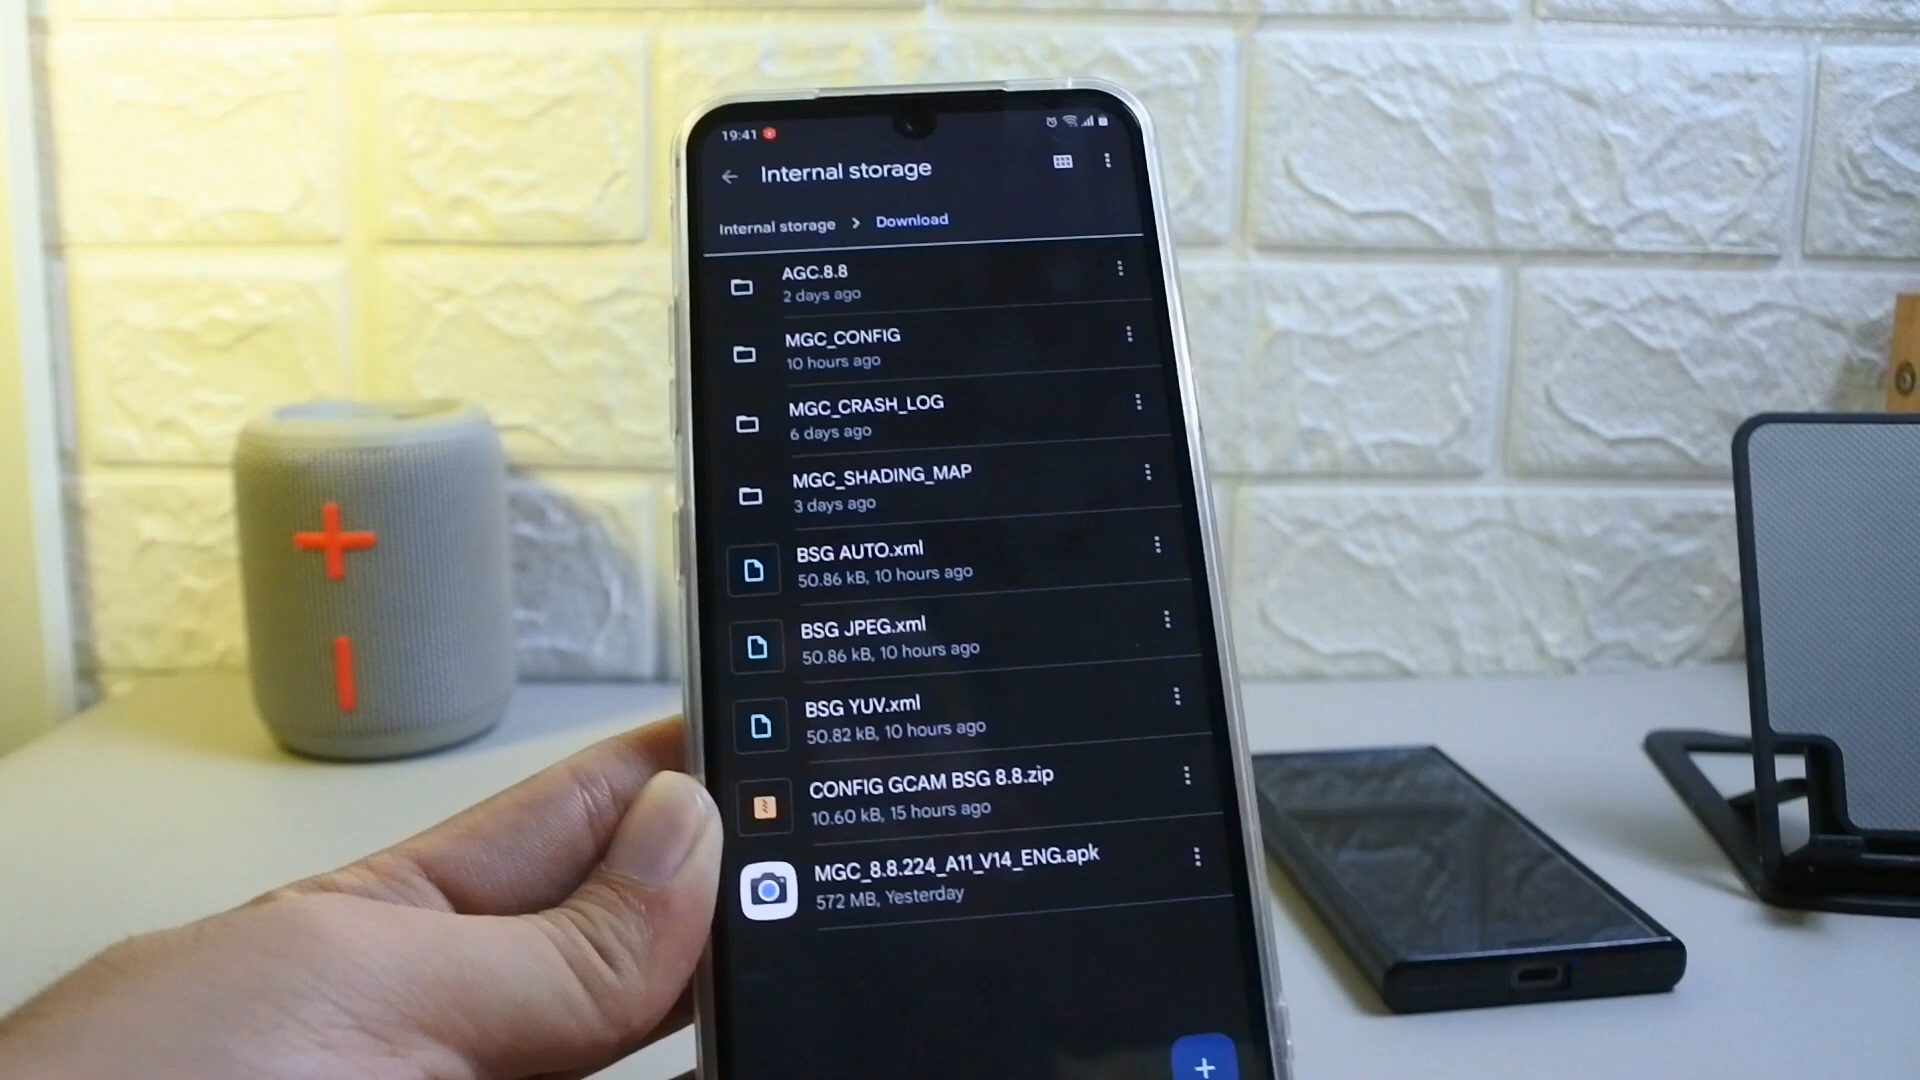 19:41
Internal storage
Internal storage > Download
AGC.8.8
2 days ago
MGC_CONFIG
10 hours ago
MGC_CRASH_LOG
6 days ago
MGC_SHADING_MAP
3 days ago
BSG AUTO.xml
50.86 kB, 10 hours ago
BSG JPEG.xml
50.86 kB, 10 hours ago
BSG YUV.xml
50.82 kB, 10 hours ago
CONFIG GCAM BSG 8.8.zip
10.60 kB, 15 hours ago
MGC_8.8.224_A11_V14_ENG.apk
572 MB, Yesterday